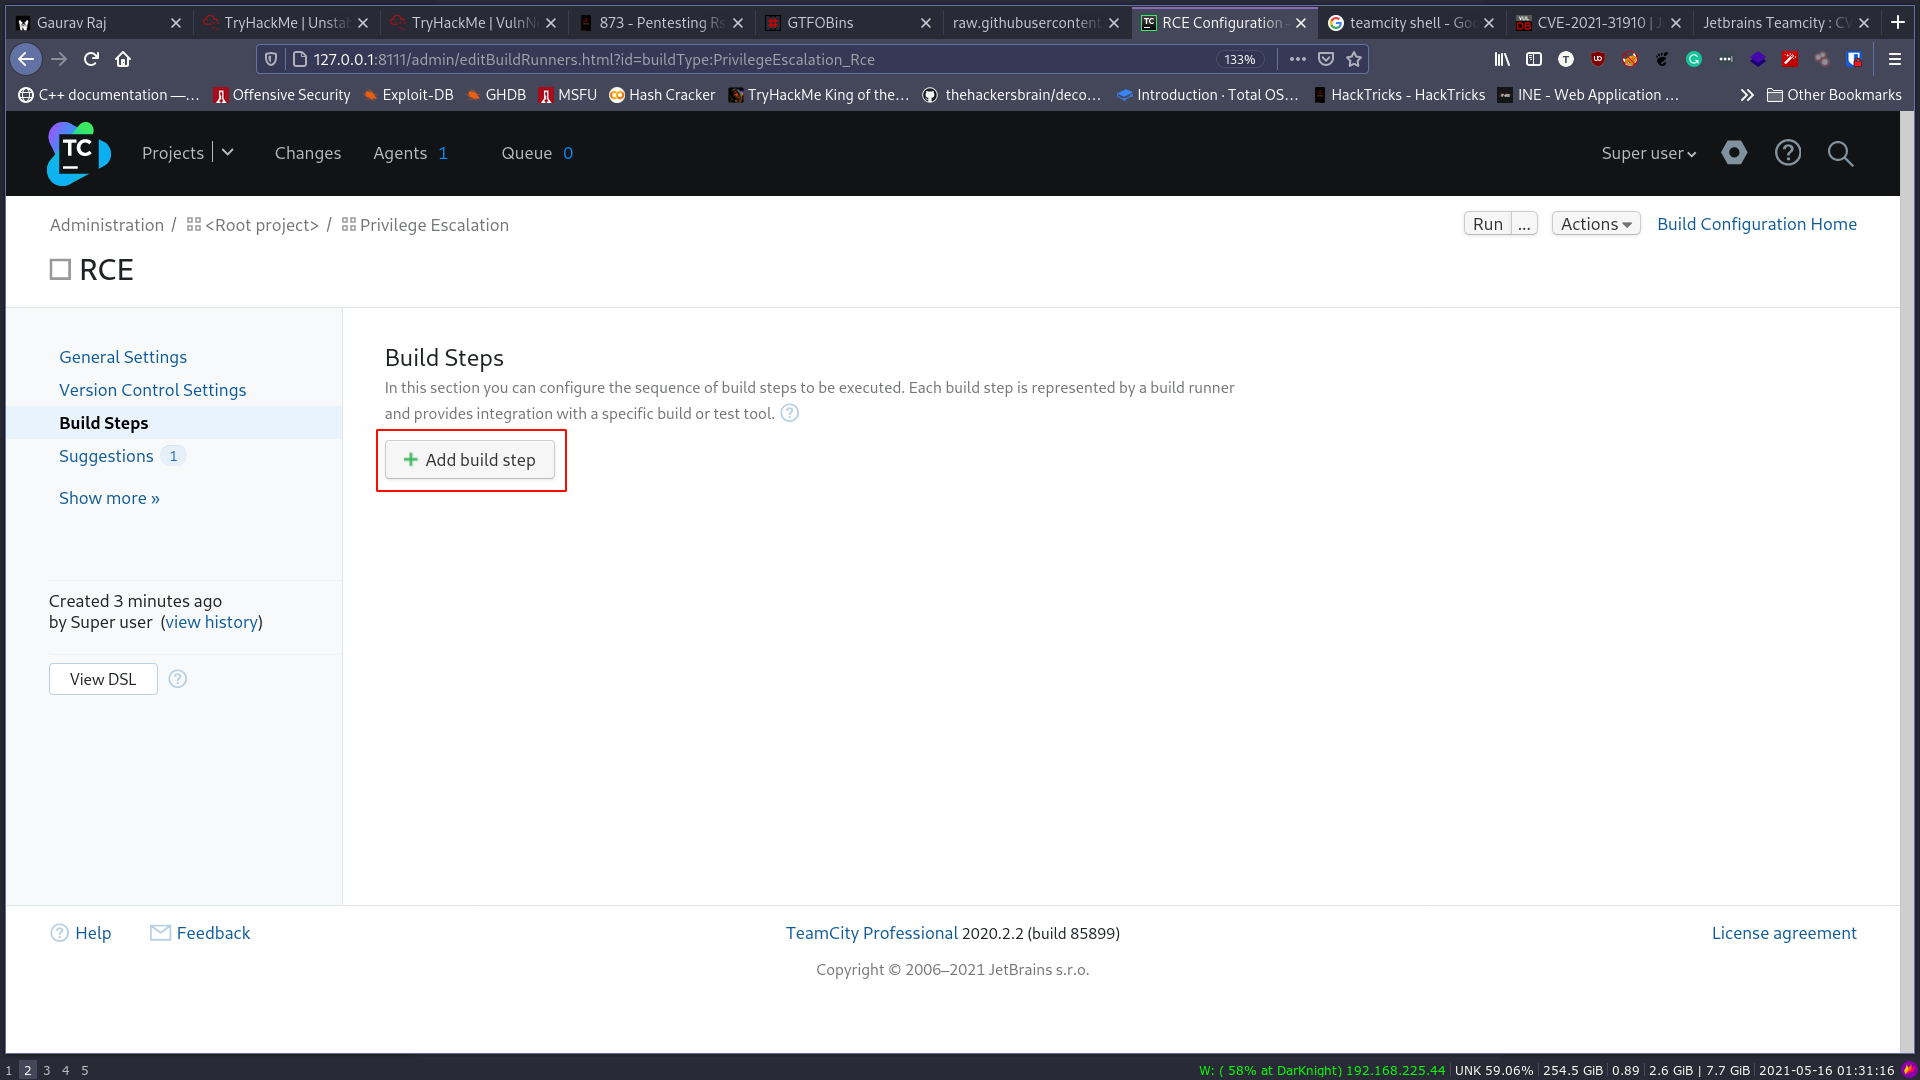 Gaurav Raj
TryHackMe | Unstab
TryHackMe | VulnN
873 - Pentesting Rs
GTFOBins
raw.githubusercontent
RCE Configuration
teamcity shell - Goo
CVE-2021-31910 | J
Jetbrains Teamcity : CV
127.0.0.1:8111/admin/editBuildRunners.html?id=buildType:PrivilegeEscalation_Rce
133%
C++ documentation —...
Offensive Security
Exploit-DB
GHDB
MSFU
Hash Cracker
TryHackMe King of the...
thehackersbrain/deco...
Introduction · Total OS...
HackTricks - HackTricks
INE - Web Application ...
Other Bookmarks
TC
Projects
Changes
Agents 1
Queue 0
Super user
Administration / <Root project> / Privilege Escalation
Run ...
Actions
Build Configuration Home
RCE
General Settings
Version Control Settings
Build Steps
Suggestions 1
Show more »
Created 3 minutes ago
by Super user (view history)
View DSL ?
Build Steps
In this section you can configure the sequence of build steps to be executed. Each build step is represented by a build runner
and provides integration with a specific build or test tool. ?
+ Add build step
? Help
Feedback
TeamCity Professional 2020.2.2 (build 85899)
License agreement
Copyright © 2006–2021 JetBrains s.r.o.
1 2 3 4 5
W: ( 58% at DarKnight) 192.168.225.44 | UNK 59.06% | 254.5 GiB | 0.89 | 2.6 GiB | 7.7 GiB | 2021-05-16 01:31:16